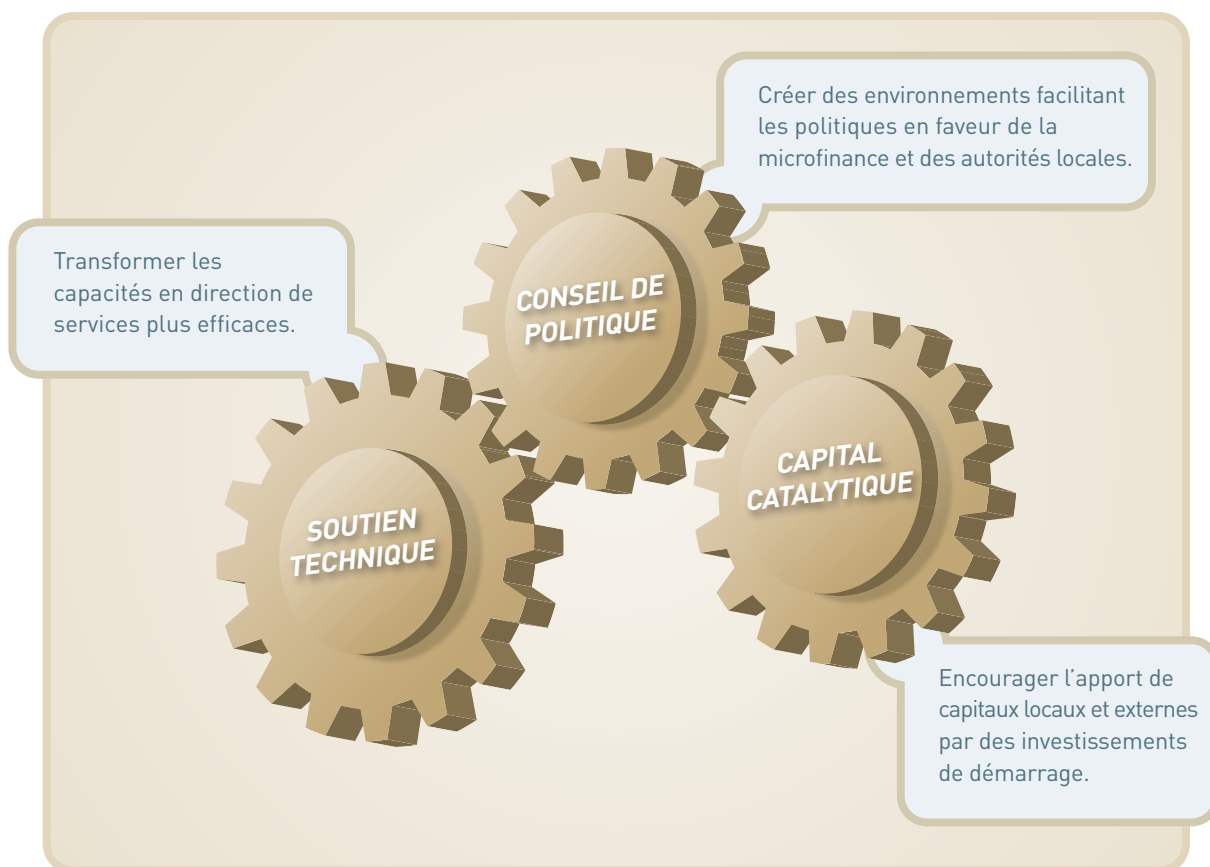 Créer des environnements facilitant
les politiques en faveur de la
microfinance et des autorités locales.
Transformer les
capacités en direction de
services plus efficaces.
CONSEIL DE
POLITIQUE
CAPITAL
CATALYTIQUE
SOUTIEN
TECHNIQUE
Encourager l’apport de
capitaux locaux et externes
par des investissements
de démarrage.